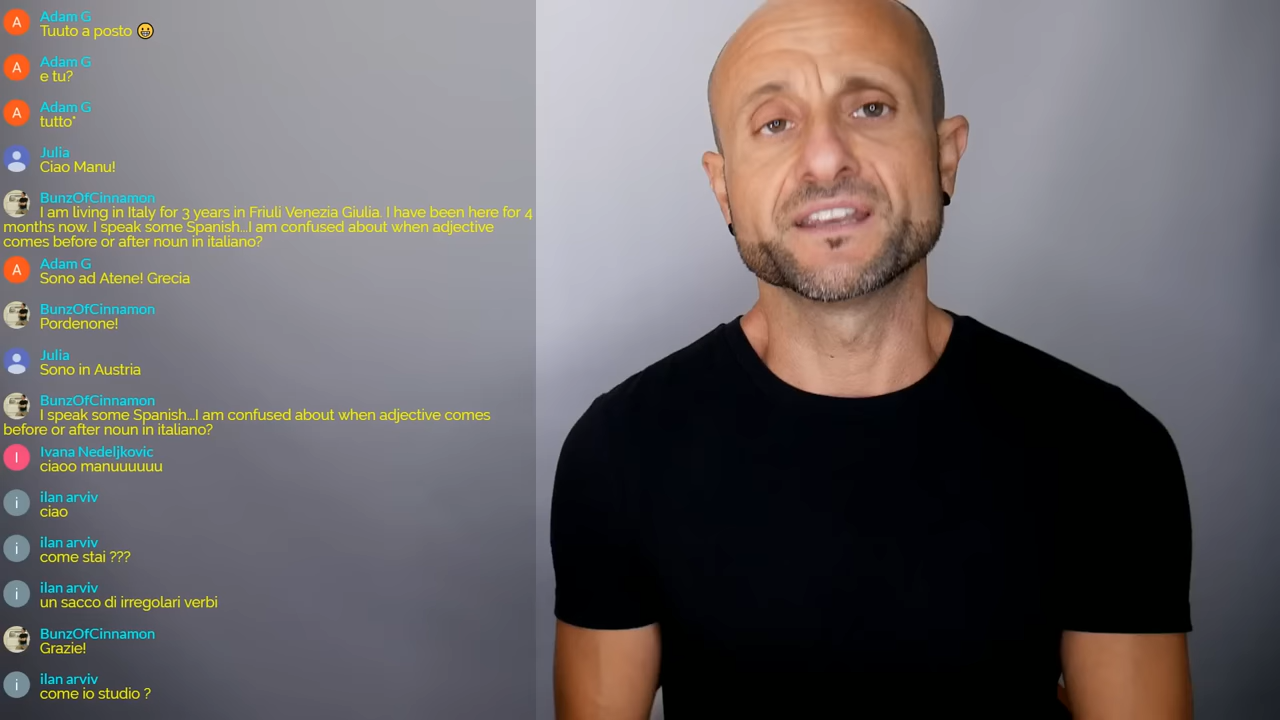 A
Adam G
Tuuto a posto 😀
A
Adam G
e tu?
A
Adam G
tutto*
Julia
Ciao Manu!
BunzOfCinnamon
I am living in Italy for 3 years in Friuli Venezia Giulia. I have been here for 4
months now. I speak some Spanish...I am confused about when adjective
comes before or after noun in italiano?
A
Adam G
Sono ad Atene! Grecia
BunzOfCinnamon
Pordenone!
Julia
Sono in Austria
BunzOfCinnamon
I speak some Spanish...I am confused about when adjective comes
before or after noun in italiano?
I
Ivana Nedeljkovic
ciaoo manuuuuuu
i
ilan arviv
ciao
i
ilan arviv
come stai ???
i
ilan arviv
un sacco di irregolari verbi
BunzOfCinnamon
Grazie!
i
ilan arviv
come io studio ?